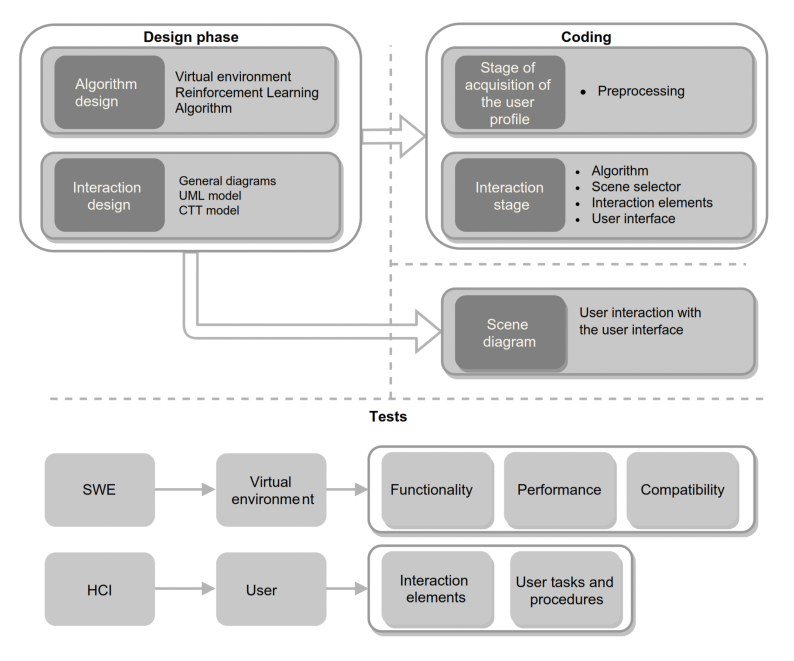 Design phase
Algorithm
design
Virtual environment
Reinforcement Learning
Algorithm
Interaction
design
General diagrams
UML model
CTT model
Coding
Stage of
acquisition of
the user
profile
• Preprocessing
Interaction
stage
• Algorithm
• Scene selector
• Interaction elements
• User interface
Scene
diagram
User interaction with
the user interface
Tests
SWE
Virtual
environment
Functionality
Performance
Compatibility
HCI
User
Interaction
elements
User tasks and
procedures